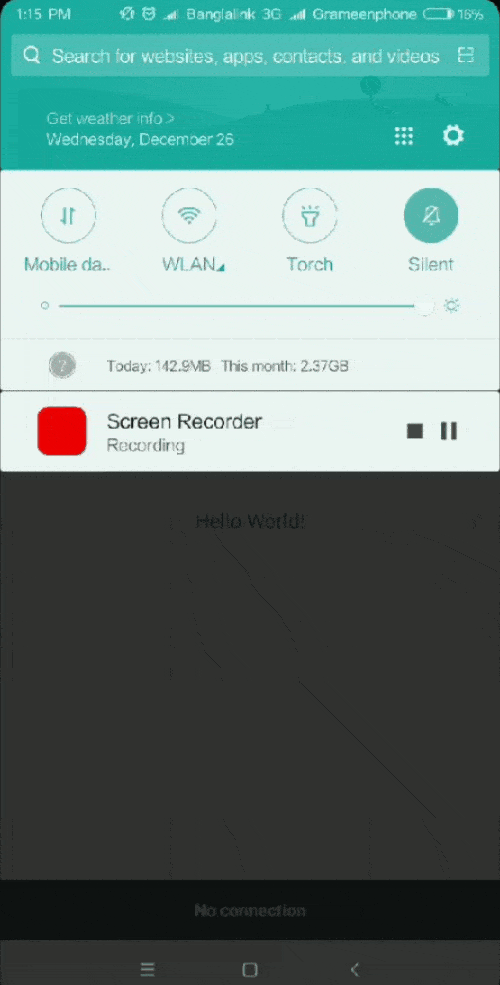 1:15 PM Banglalink 3G Grameenphone 16%
Search for websites, apps, contacts, and videos
Get weather info >
Wednesday, December 26
Mobile da.. WLAN Torch Silent
? Today: 142.9MB This month: 2.37GB
Screen Recorder
Recording
Hello World!
No connection